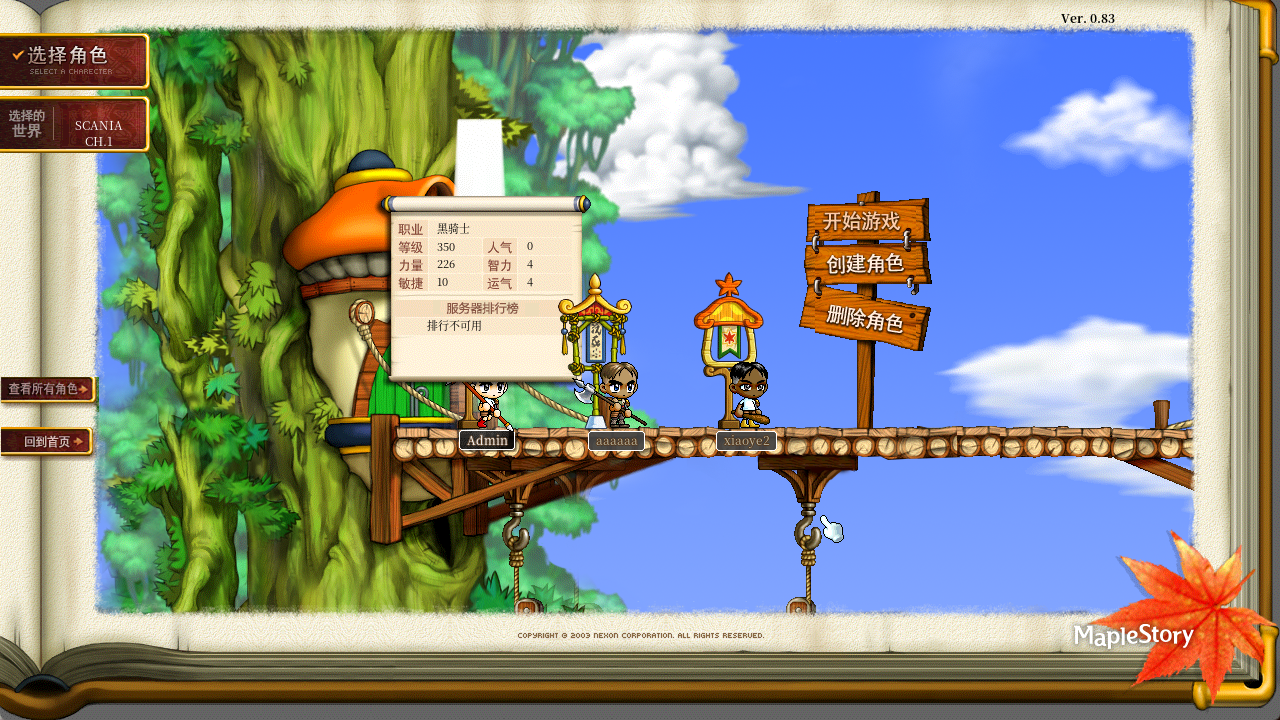 Ver. 0.83
选择角色
SELECT A CHARECTER
选择的
世界
SCANIA
CH.1
职业 黑骑士
等级 350 人气 0
力量 226 智力 4
敏捷 10 运气 4
服务器排行榜
排行不可用
开始游戏
创建角色
删除角色
查看所有角色
回到首页
Admin
aaaaaa
xiaoye2
COPYRIGHT © 2003 NEXON CORPORATION. ALL RIGHTS RESERVED.
MapleStory